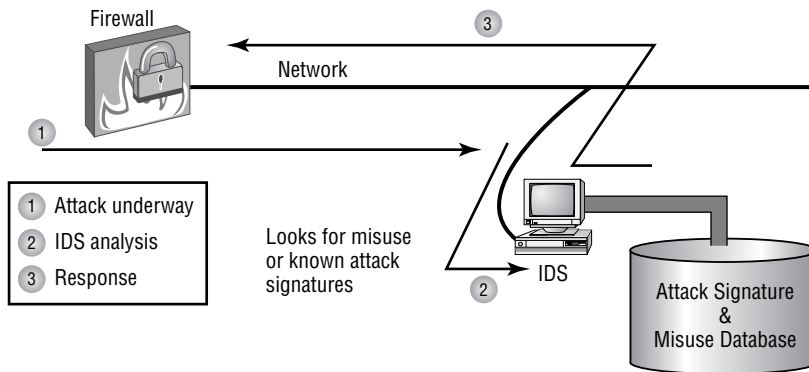 Firewall
3
Network
1
1 Attack underway
2 IDS analysis
3 Response
Looks for misuse
or known attack
signatures
2
IDS
Attack Signature
&
Misuse Database